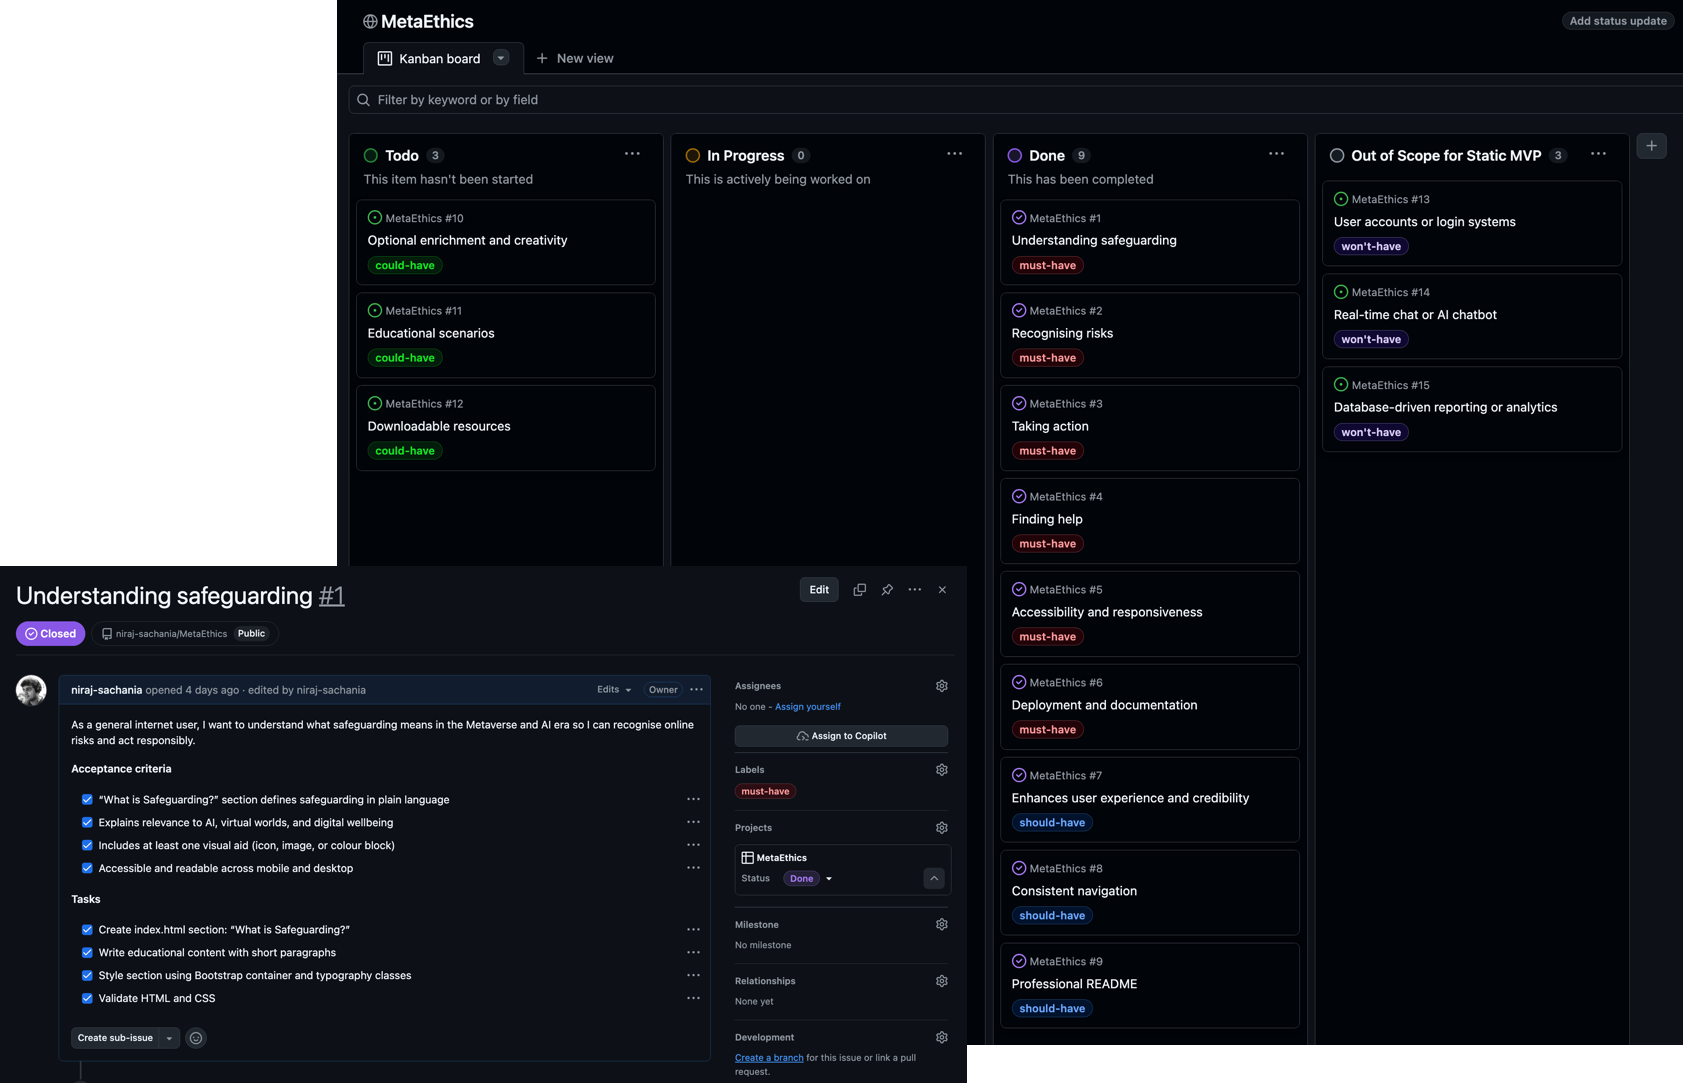 MetaEthics
Add status update
Kanban board
New view
Filter by keyword or by field
Todo 3
This item hasn't been started
MetaEthics #10
Optional enrichment and creativity
could-have
MetaEthics #11
Educational scenarios
could-have
MetaEthics #12
Downloadable resources
could-have
In Progress 0
This is actively being worked on
Done 9
This has been completed
MetaEthics #1
Understanding safeguarding
must-have
MetaEthics #2
Recognising risks
must-have
MetaEthics #3
Taking action
must-have
MetaEthics #4
Finding help
must-have
MetaEthics #5
Accessibility and responsiveness
must-have
MetaEthics #6
Deployment and documentation
must-have
MetaEthics #7
Enhances user experience and credibility
should-have
MetaEthics #8
Consistent navigation
should-have
MetaEthics #9
Professional README
should-have
Out of Scope for Static MVP 3
MetaEthics #13
User accounts or login systems
won't-have
MetaEthics #14
Real-time chat or AI chatbot
won't-have
MetaEthics #15
Database-driven reporting or analytics
won't-have
Understanding safeguarding #1
Edit
Closed
niraj-sachania/MetaEthics Public
niraj-sachania opened 4 days ago · edited by niraj-sachania
Edits
Owner
As a general internet user, I want to understand what safeguarding means in the Metaverse and AI era so I can recognise online
risks and act responsibly.
Acceptance criteria
“What is Safeguarding?” section defines safeguarding in plain language
Explains relevance to AI, virtual worlds, and digital wellbeing
Includes at least one visual aid (icon, image, or colour block)
Accessible and readable across mobile and desktop
Tasks
Create index.html section: “What is Safeguarding?”
Write educational content with short paragraphs
Style section using Bootstrap container and typography classes
Validate HTML and CSS
Create sub-issue
Assignees
No one - Assign yourself
Assign to Copilot
Labels
must-have
Projects
MetaEthics
Status Done
Milestone
No milestone
Relationships
None yet
Development
Create a branch for this issue or link a pull
request.